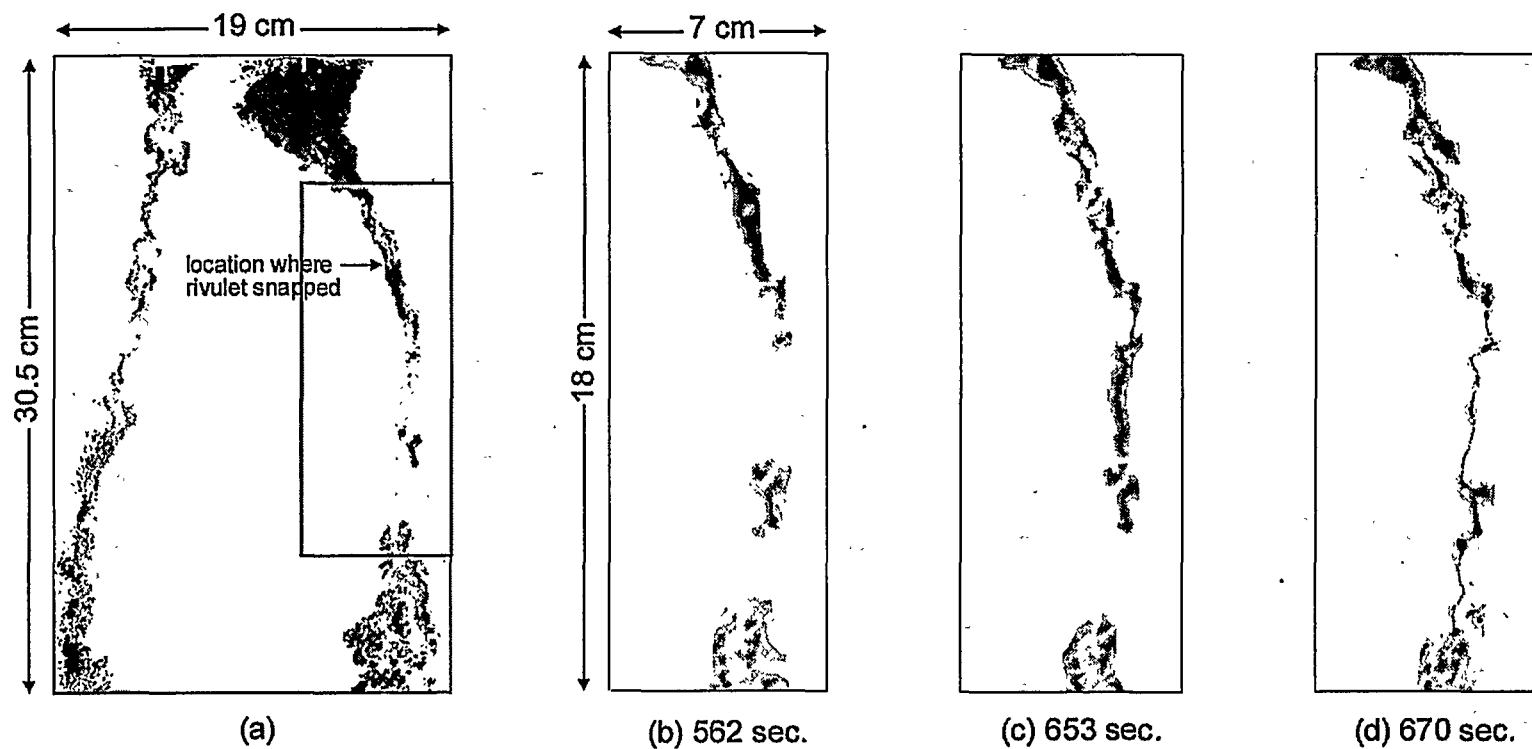 19 cm
7 cm
30.5 cm
18 cm
location where
rivulet snapped
(a)
(b) 562 sec.
(c) 653 sec.
(d) 670 sec.